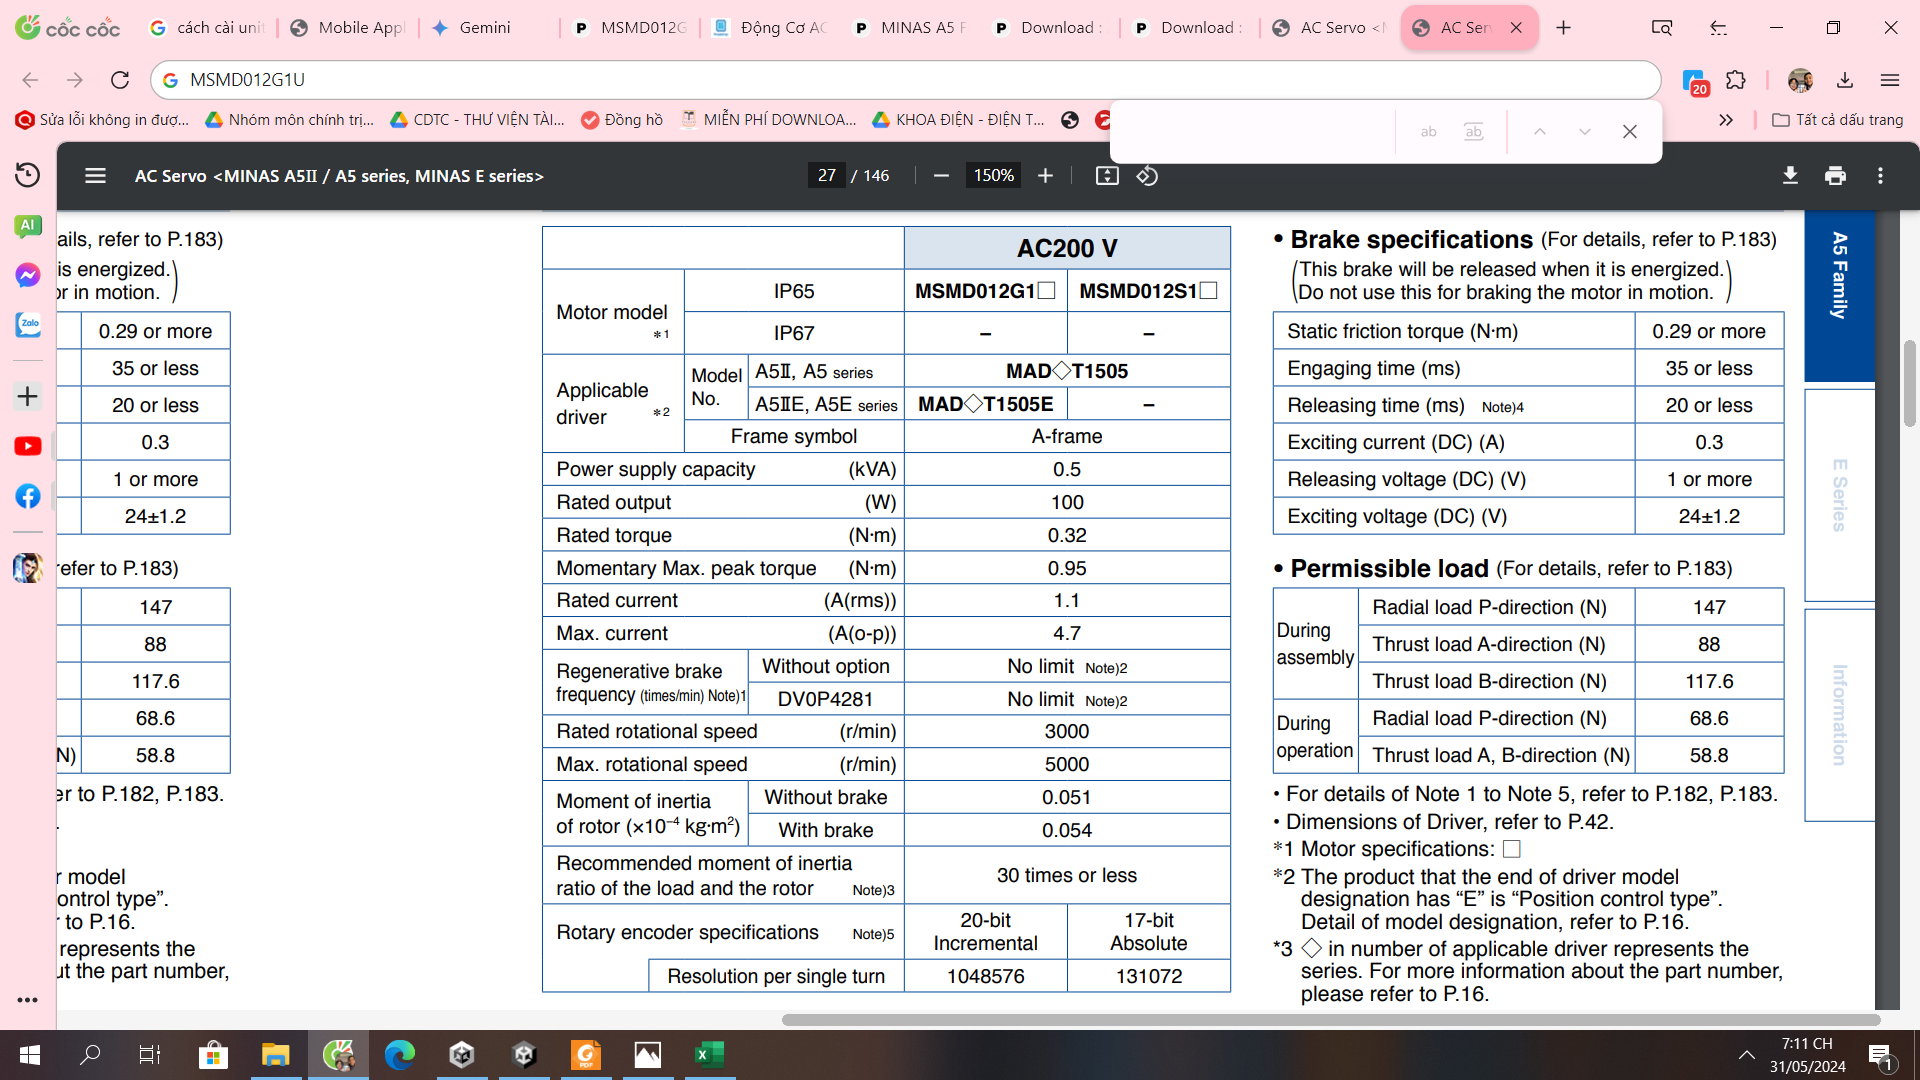 cốc cốc
cách cài unit
Mobile Appl
Gemini
MSMD012G
Động Cơ AC
MINAS A5 F
Download :
Download :
AC Servo <
AC Ser
MSMD012G1U
20
Sửa lỗi không in đượ...
Nhóm môn chính trị...
CDTC - THƯ VIỆN TÀI...
Đồng hồ
MIỄN PHÍ DOWNLOA...
KHOA ĐIỆN - ĐIỆN T...
Tất cả dấu trang
ab
ab
AC Servo <MINAS A5II / A5 series, MINAS E series>
27 / 146
150%
AI
Zalo
ails, refer to P.183)
is energized.
or in motion.
0.29 or more
35 or less
20 or less
0.3
1 or more
24±1.2
refer to P.183)
147
88
117.6
68.6
N) 58.8
er to P.182, P.183.
r model
ontrol type”.
r to P.16.
represents the
ut the part number,
AC200 V
Motor model *1
IP65 MSMD012G1□ MSMD012S1□
IP67 – –
Applicable driver *2
Model No.
A5II, A5 series MAD◇T1505
A5IIE, A5E series MAD◇T1505E –
Frame symbol A-frame
Power supply capacity (kVA) 0.5
Rated output (W) 100
Rated torque (N·m) 0.32
Momentary Max. peak torque (N·m) 0.95
Rated current (A(rms)) 1.1
Max. current (A(o-p)) 4.7
Regenerative brake
frequency (times/min) Note)1
Without option No limit Note)2
DV0P4281 No limit Note)2
Rated rotational speed (r/min) 3000
Max. rotational speed (r/min) 5000
Moment of inertia
of rotor (×10⁻⁴ kg·m²)
Without brake 0.051
With brake 0.054
Recommended moment of inertia
ratio of the load and the rotor Note)3
30 times or less
Rotary encoder specifications Note)5
20-bit Incremental
17-bit Absolute
Resolution per single turn 1048576 131072
• Brake specifications (For details, refer to P.183)
(This brake will be released when it is energized.
Do not use this for braking the motor in motion.)
Static friction torque (N·m) 0.29 or more
Engaging time (ms) 35 or less
Releasing time (ms) Note)4 20 or less
Exciting current (DC) (A) 0.3
Releasing voltage (DC) (V) 1 or more
Exciting voltage (DC) (V) 24±1.2
• Permissible load (For details, refer to P.183)
During assembly
Radial load P-direction (N) 147
Thrust load A-direction (N) 88
Thrust load B-direction (N) 117.6
During operation
Radial load P-direction (N) 68.6
Thrust load A, B-direction (N) 58.8
• For details of Note 1 to Note 5, refer to P.182, P.183.
• Dimensions of Driver, refer to P.42.
*1 Motor specifications: □
*2 The product that the end of driver model
designation has “E” is “Position control type”.
Detail of model designation, refer to P.16.
*3 ◇ in number of applicable driver represents the
series. For more information about the part number,
please refer to P.16.
A5 Family
E Series
Information
PDF
7:11 CH
31/05/2024
1